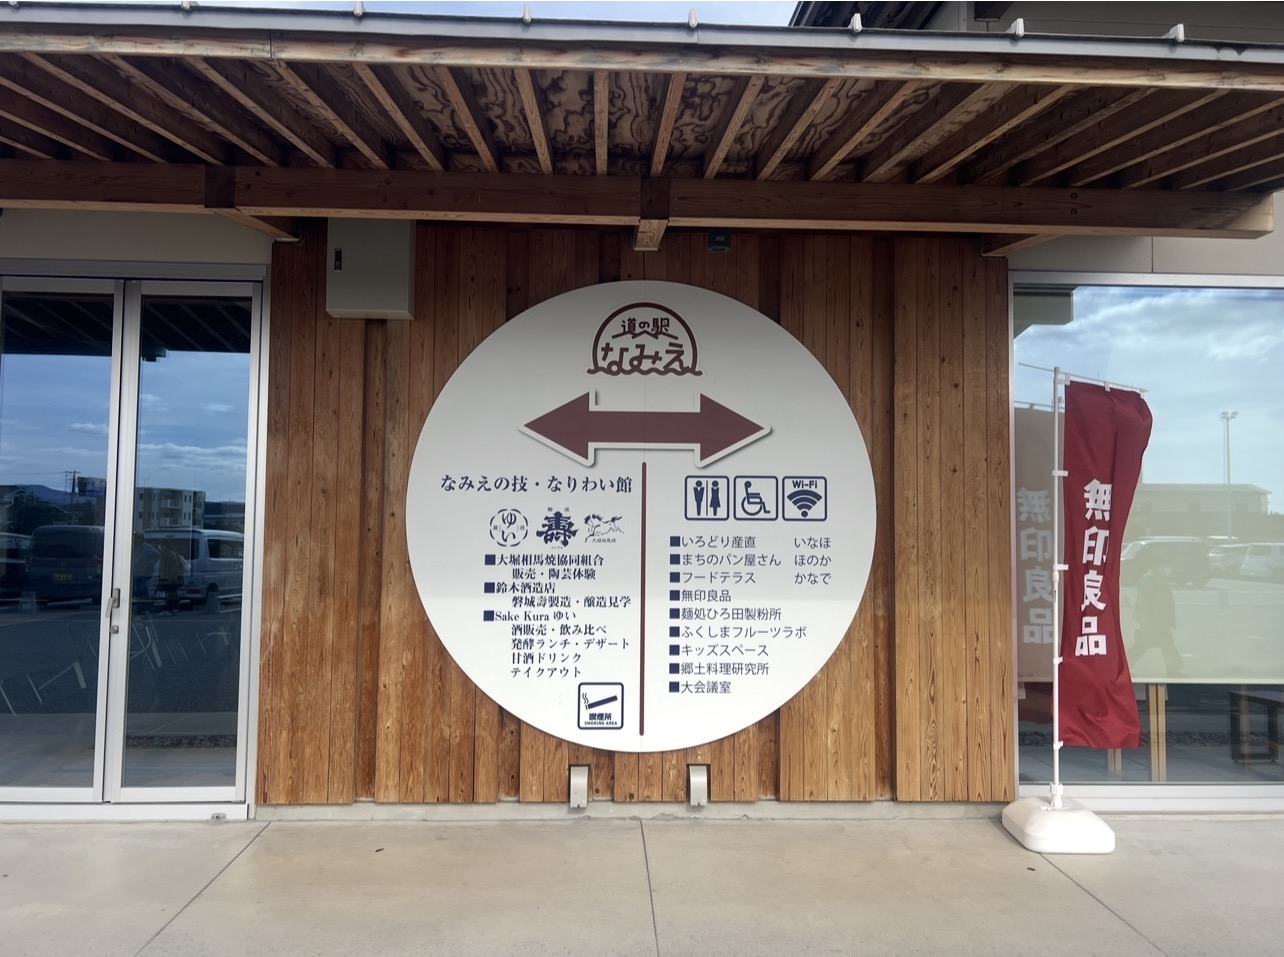 道の駅
なみえ
なみえの技・なりわい館
ゆい
壽
■大堀相馬焼協同組合
販売・陶芸体験
■鈴木酒造店
磐城壽製造・醸造見学
■Sake Kura ゆい
酒販売・飲み比べ
発酵ランチ・デザート
甘酒ドリンク
テイクアウト
喫煙所
SMOKING AREA
Wi-Fi
■いろどり産直 いなほ
■まちのパン屋さん ほのか
■フードテラス かなで
■無印良品
■麺処ひろ田製粉所
■ふくしまフルーツラボ
■キッズスペース
■郷土料理研究所
■大会議室
無印良品